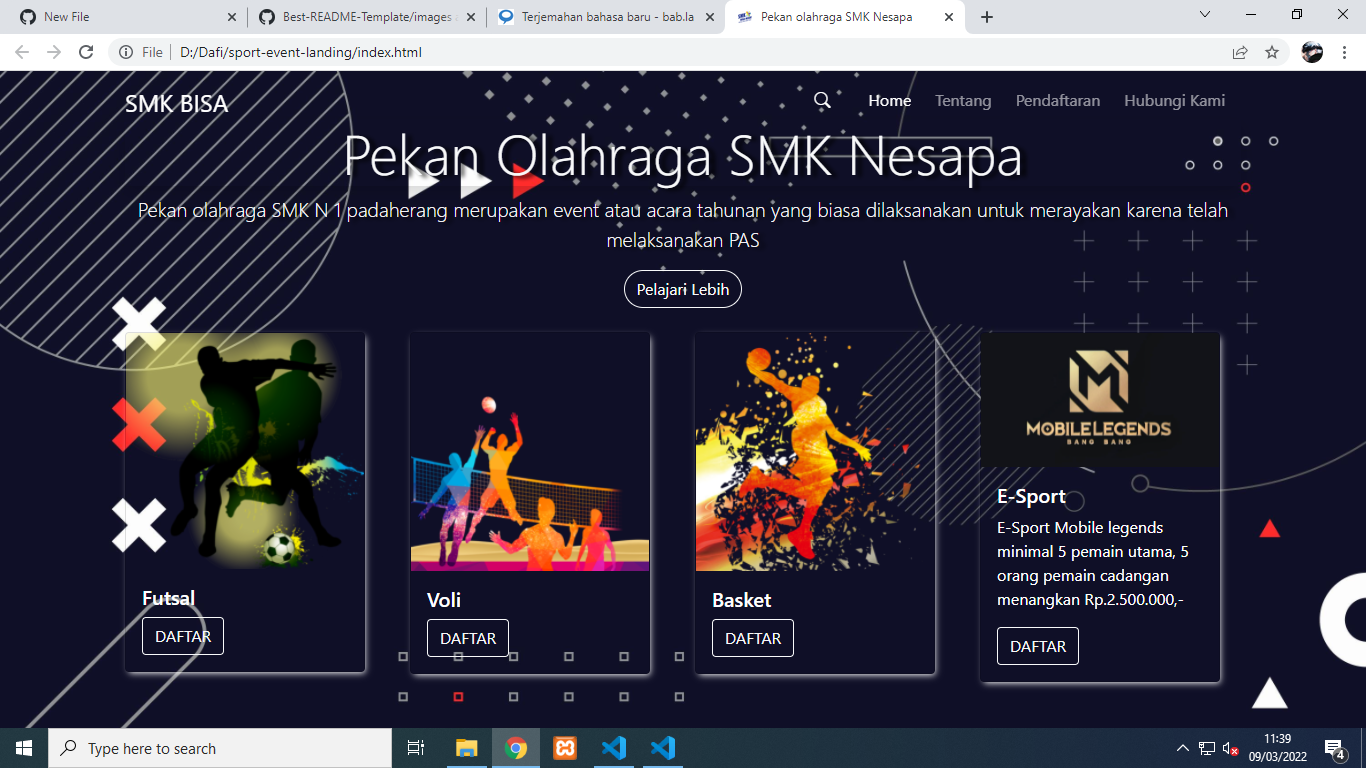 New File
Best-README-Template/images a
Terjemahan bahasa baru - bab.la
Pekan olahraga SMK Nesapa
File
D:/Dafi/sport-event-landing/index.html
SMK BISA
Home
Tentang
Pendaftaran
Hubungi Kami
Pekan Olahraga SMK Nesapa
Pekan olahraga SMK N 1 padaherang merupakan event atau acara tahunan yang biasa dilaksanakan untuk merayakan karena telah
melaksanakan PAS
Pelajari Lebih
Futsal
DAFTAR
Voli
DAFTAR
Basket
DAFTAR
MOBILE LEGENDS
BANG BANG
E-Sport
E-Sport Mobile legends
minimal 5 pemain utama, 5
orang pemain cadangan
menangkan Rp.2.500.000,-
DAFTAR
Type here to search
11:39
09/03/2022
4